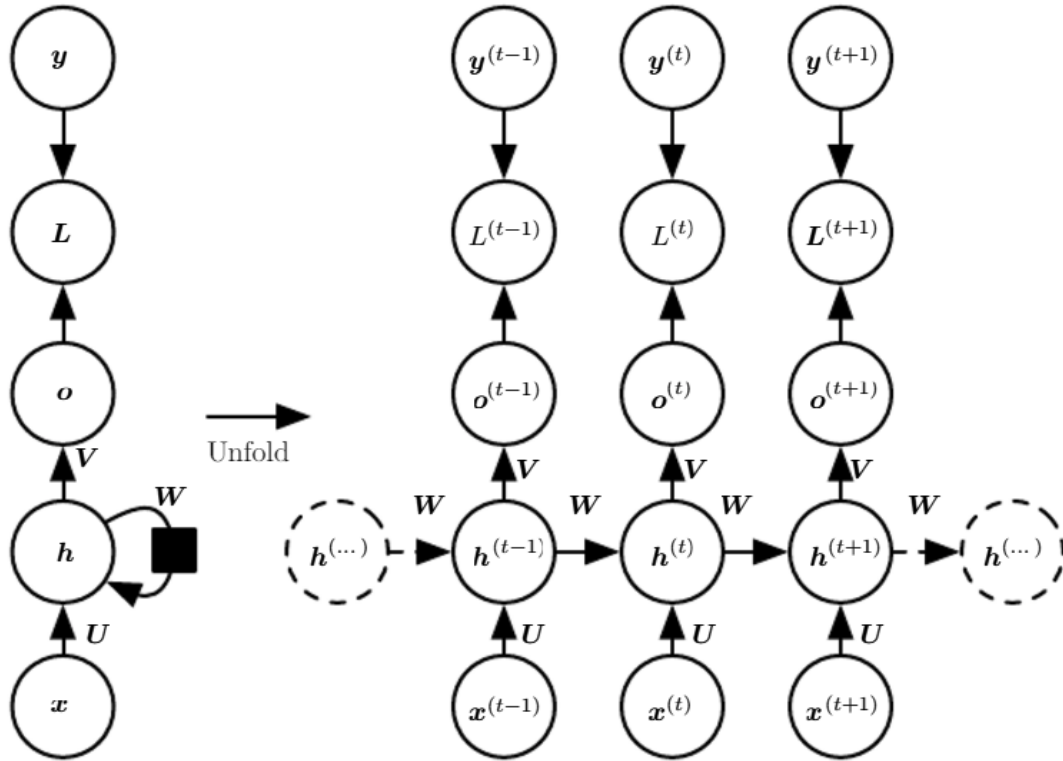 y y^(t−1) y^(t) y^(t+1)
L L^(t−1) L^(t) L^(t+1)
o o^(t−1) o^(t) o^(t+1)
Unfold
V V V V
W W W W W
h h^(...) h^(t−1) h^(t) h^(t+1) h^(...)
U U U U
x x^(t−1) x^(t) x^(t+1)